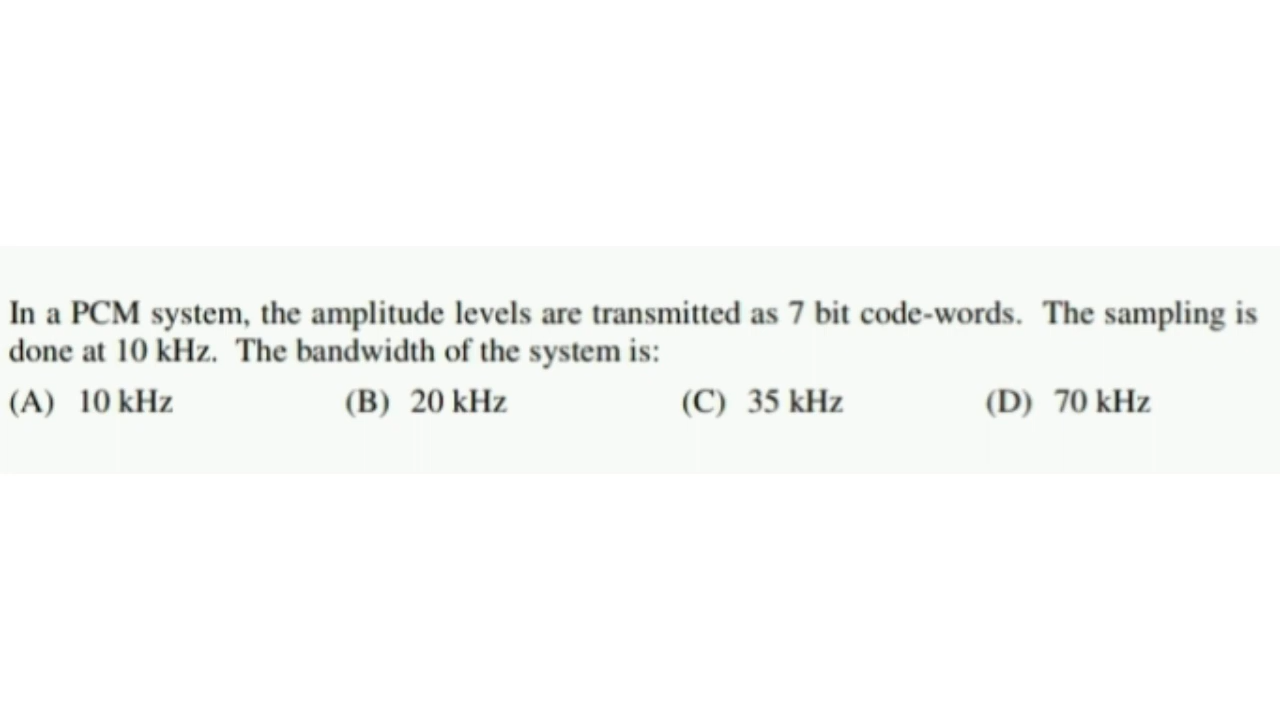 In a PCM system, the amplitude levels are transmitted as 7 bit code-words. The sampling is
done at 10 kHz. The bandwidth of the system is:
(A) 10 kHz (B) 20 kHz (C) 35 kHz (D) 70 kHz